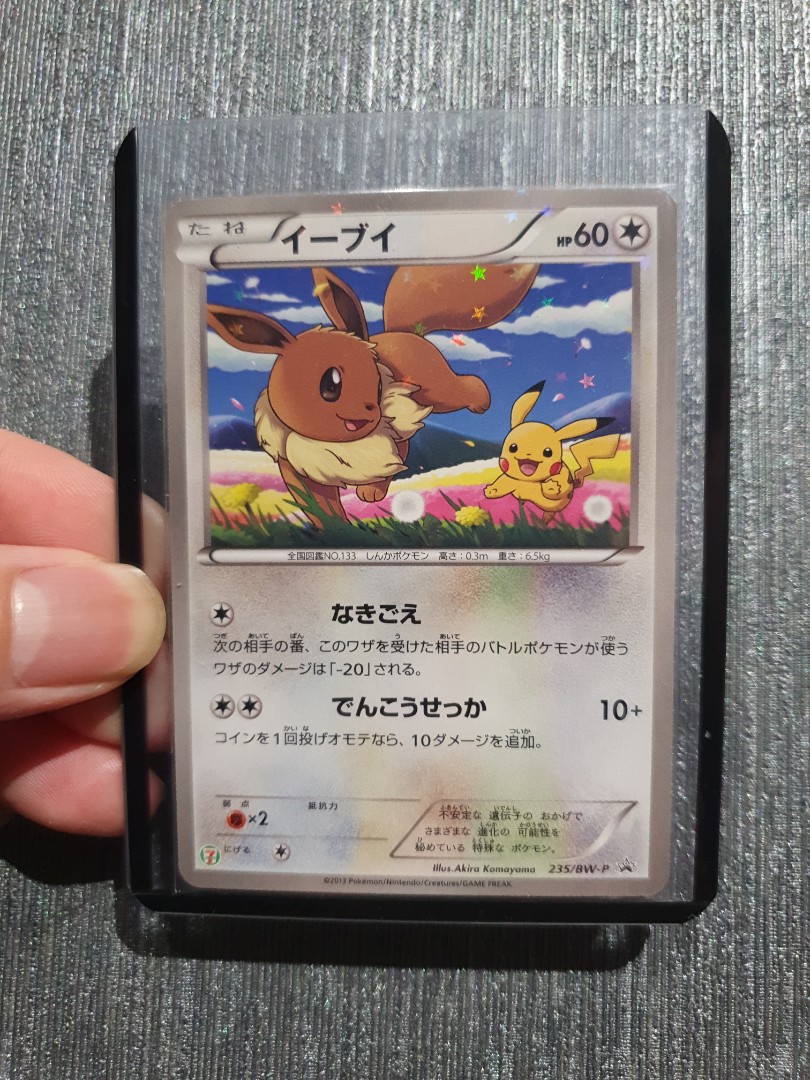 たね イーブイ HP60
全国図鑑NO.133 しんかポケモン 高さ:0.3m 重さ:6.5kg
なきごえ
次の相手の番、このワザを受けた相手のバトルポケモンが使う
ワザのダメージは「-20」される。
でんこうせっか 10+
コインを1回投げオモテなら、10ダメージを追加。
弱点 抵抗力
×2
にげる
7
不安定な 遺伝子の おかげで
さまざまな 進化の 可能性を
秘めている 特殊な ポケモン。
Illus.Akira Komayama 235/BW-P
©2013 Pokémon/Nintendo/Creatures/GAME FREAK